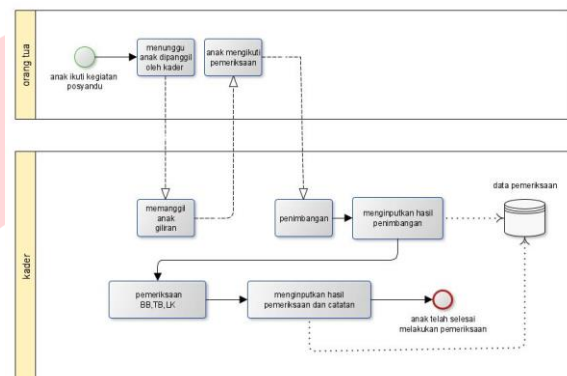 orang tua
anak ikuti kegiatan
posyandu
menunggu
anak dipanggil
oleh kader
anak mengikuti
pemeriksaan
kader
memanggil
anak
giliran
penimbangan
menginputkan hasil
penimbangan
data pemeriksaan
pemeriksaan
BB,TB,LK
menginputkan hasil
pemeriksaan dan catatan
anak telah selesai
melakukan pemeriksaan